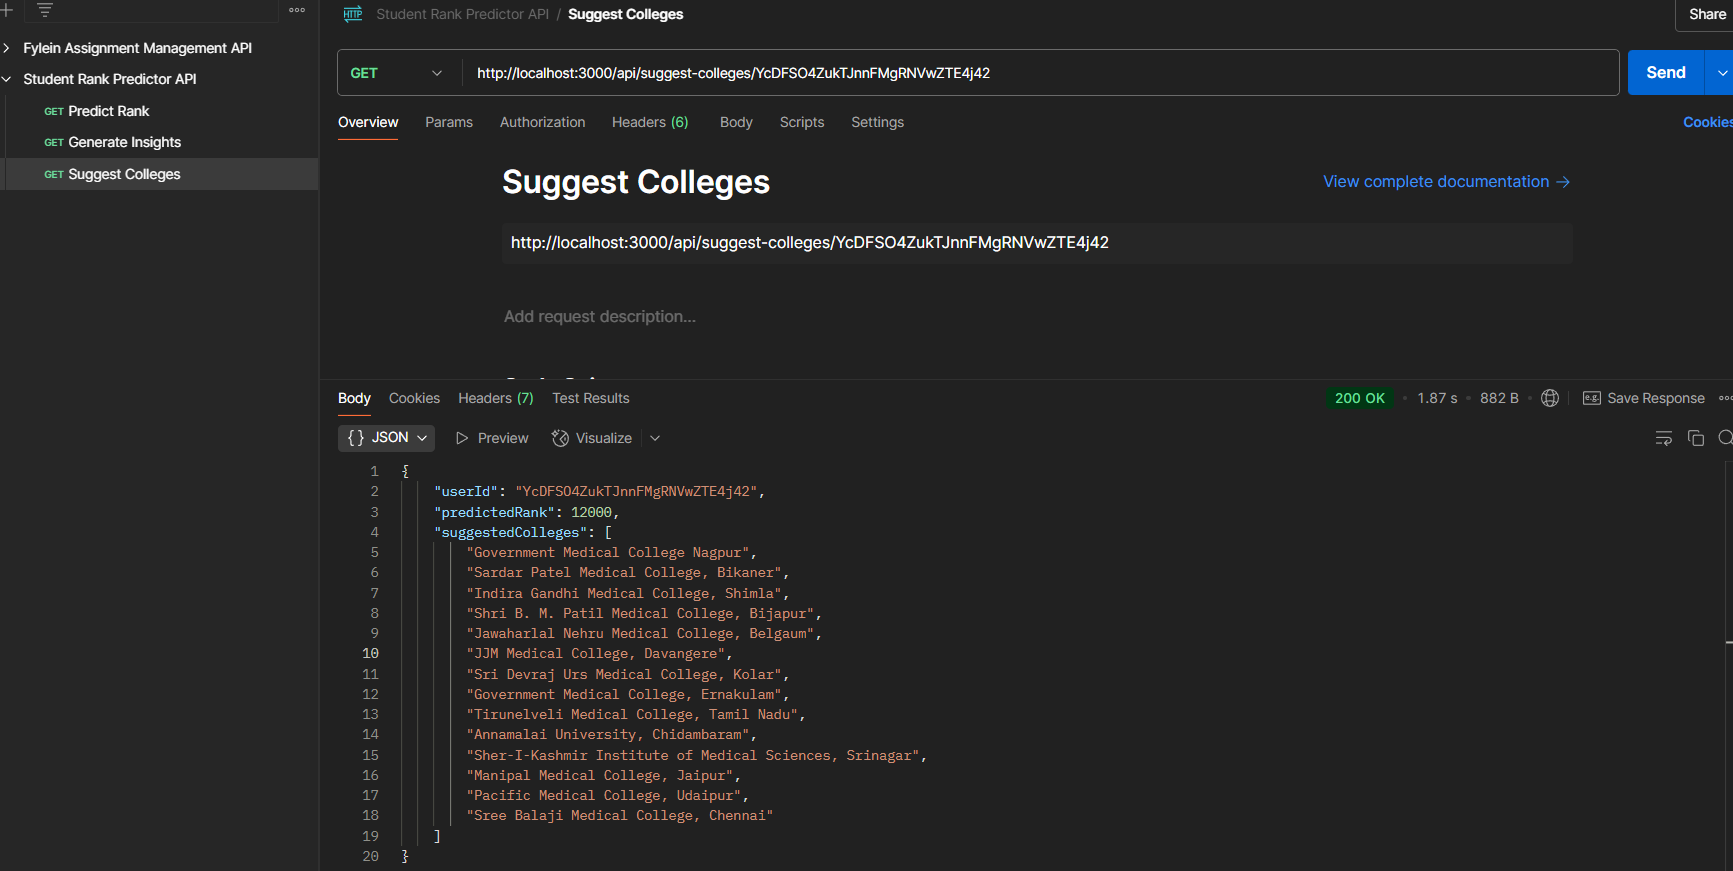 Student Rank Predictor API / Suggest Colleges
Share
Fylein Assignment Management API
Student Rank Predictor API
GET Predict Rank
GET Generate Insights
GET Suggest Colleges
GET http://localhost:3000/api/suggest-colleges/YcDFSO4ZukTJnnFMgRNVwZTE4j42
Send
Overview Params Authorization Headers (6) Body Scripts Settings
Cookies
Suggest Colleges
View complete documentation →
http://localhost:3000/api/suggest-colleges/YcDFSO4ZukTJnnFMgRNVwZTE4j42
Add request description...
Body Cookies Headers (7) Test Results
200 OK • 1.87 s • 882 B • Save Response
{} JSON Preview Visualize
1 {
2 "userId": "YcDFSO4ZukTJnnFMgRNVwZTE4j42",
3 "predictedRank": 12000,
4 "suggestedColleges": [
5 "Government Medical College Nagpur",
6 "Sardar Patel Medical College, Bikaner",
7 "Indira Gandhi Medical College, Shimla",
8 "Shri B. M. Patil Medical College, Bijapur",
9 "Jawaharlal Nehru Medical College, Belgaum",
10 "JJM Medical College, Davangere",
11 "Sri Devraj Urs Medical College, Kolar",
12 "Government Medical College, Ernakulam",
13 "Tirunelveli Medical College, Tamil Nadu",
14 "Annamalai University, Chidambaram",
15 "Sher-I-Kashmir Institute of Medical Sciences, Srinagar",
16 "Manipal Medical College, Jaipur",
17 "Pacific Medical College, Udaipur",
18 "Sree Balaji Medical College, Chennai"
19 ]
20 }